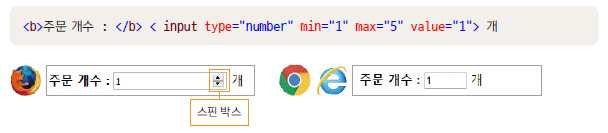 <b>주문 개수 : </b> < input type="number" min="1" max="5" value="1"> 개
주문 개수 : 1 개
주문 개수 : 1 개
스핀 박스